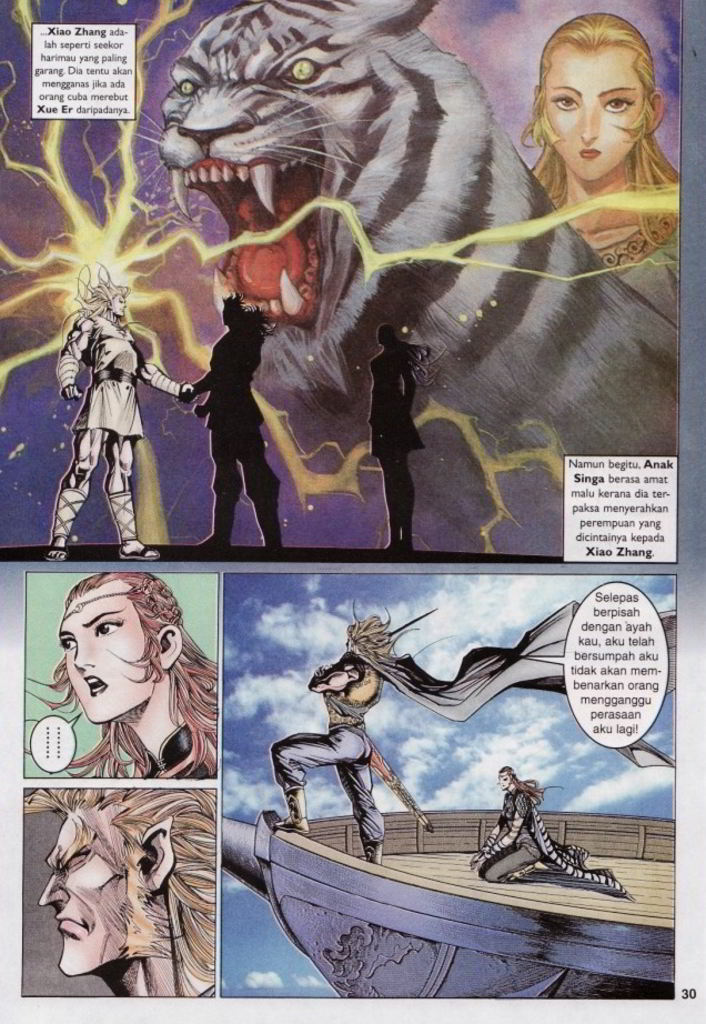 ...Xiao Zhang ada-
lah seperti seekor
harimau yang paling
garang. Dia tentu akan
mengganas jika ada
orang cuba merebut
Xue Er daripadanya.
Namun begitu, Anak
Singa berasa amat
malu kerana dia ter-
paksa menyerahkan
perempuan yang
dicintainya kepada
Xiao Zhang.
Selepas
berpisah
dengan ayah
kau, aku telah
bersumpah aku
tidak akan mem-
benarkan orang
mengganggu
perasaan
aku lagi!
30